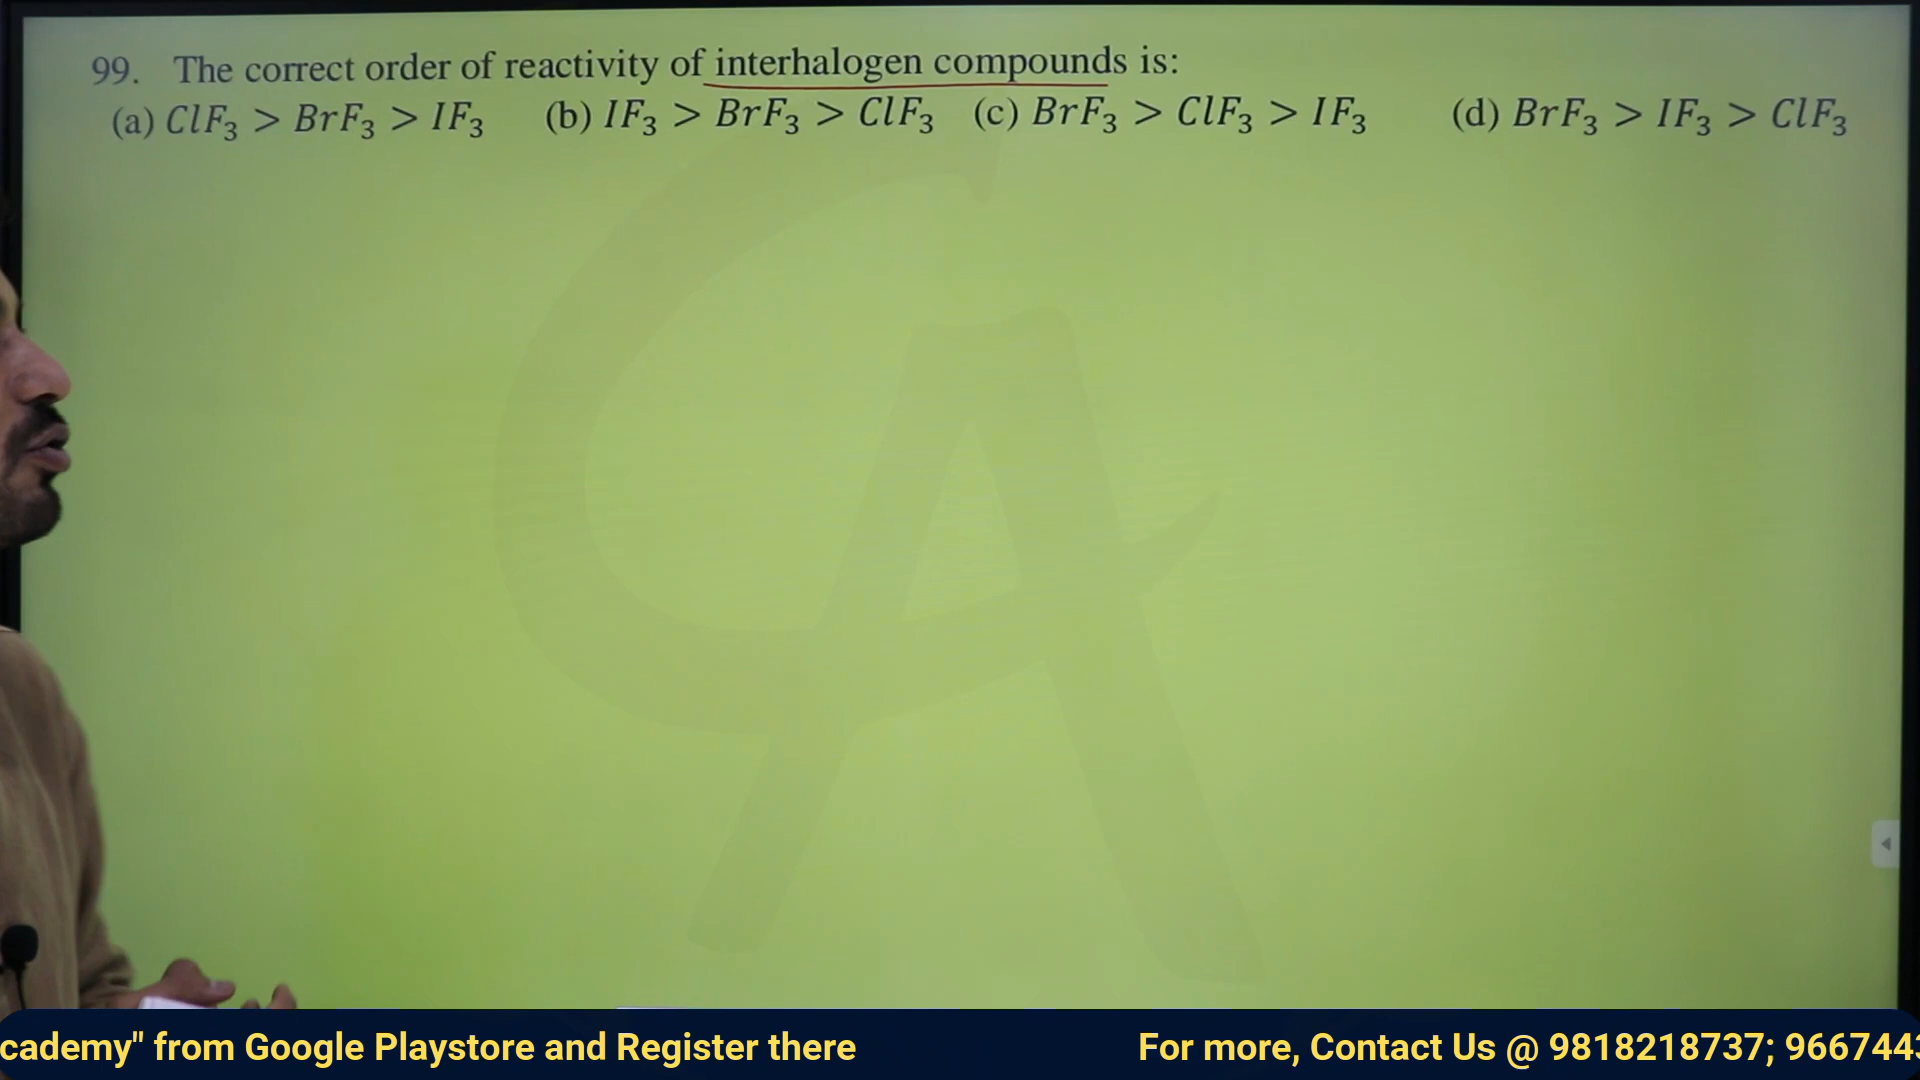 99. The correct order of reactivity of interhalogen compounds is:
(a) ClF₃ > BrF₃ > IF₃ (b) IF₃ > BrF₃ > ClF₃ (c) BrF₃ > ClF₃ > IF₃ (d) BrF₃ > IF₃ > ClF₃
cademy" from Google Playstore and Register there For more, Contact Us @ 9818218737; 9667443